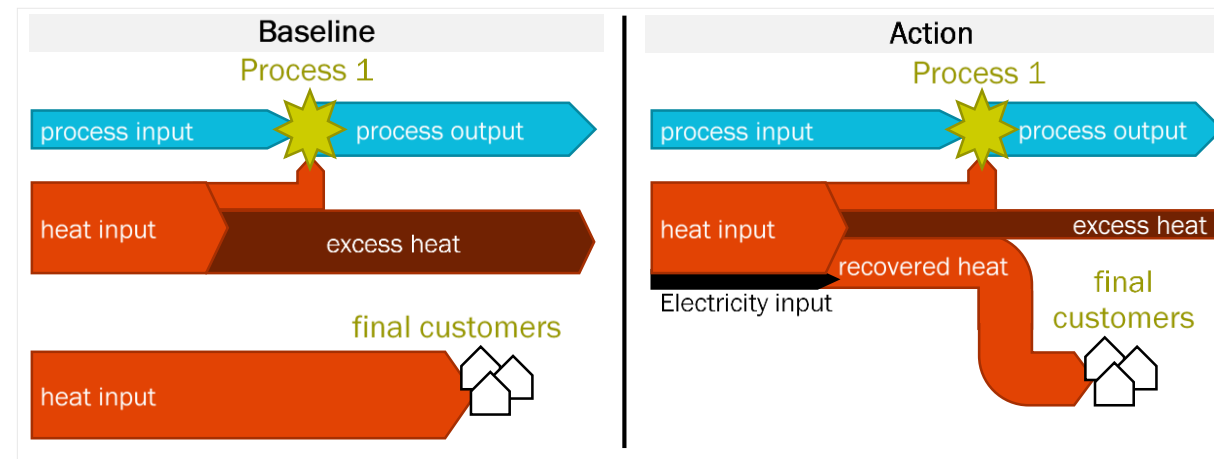 Baseline
Process 1
process input
process output
heat input
excess heat
final customers
heat input
Action
Process 1
process input
process output
heat input
excess heat
recovered heat
Electricity input
final
customers